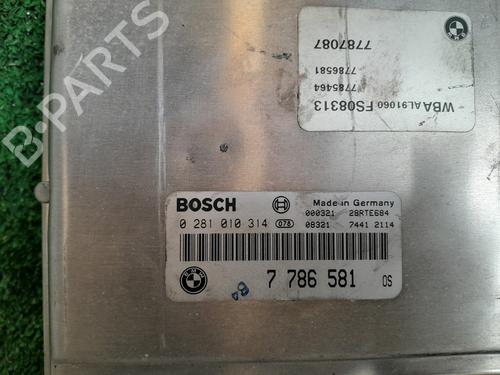 7787087
7786581
7785464
WBAAL91060 FS08313
B-PARTS
BOSCH
Made in Germany
0 281 010 314 078 000321 28RTE684
08321 7441 2114
7 786 581 OS